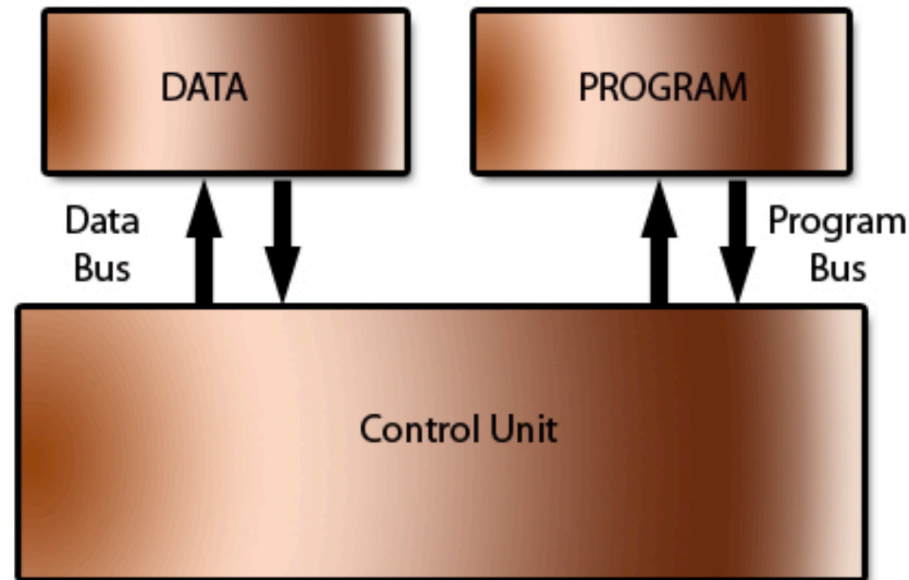 DATA
PROGRAM
Data
Bus
Program
Bus
Control Unit